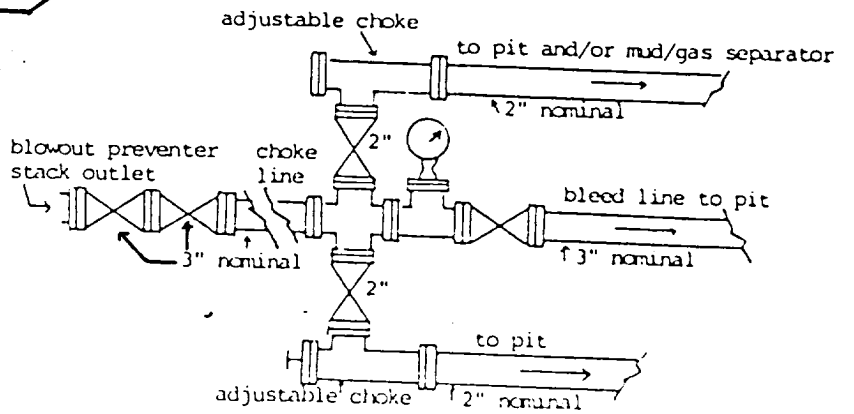 adjustable choke
to pit and/or mud/gas separator
2" nominal
2"
blowout preventer
stack outlet
choke
line
bleed line to pit
3" nominal
3" nominal
2"
to pit
adjustable choke
2" nominal